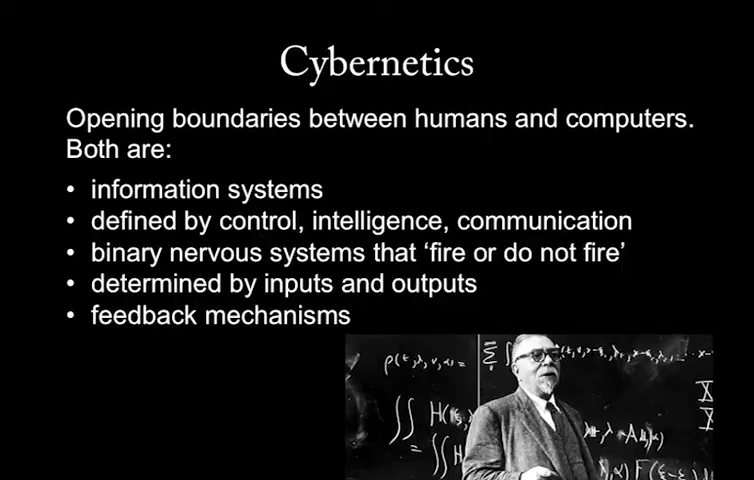 Cybernetics
Opening boundaries between humans and computers.
Both are:
• information systems
• defined by control, intelligence, communication
• binary nervous systems that ‘fire or do not fire’
• determined by inputs and outputs
• feedback mechanisms